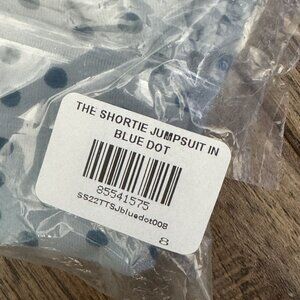 THE SHORTIE JUMPSUIT IN
BLUE DOT
85541575
SS22TTSJbluedot008
8